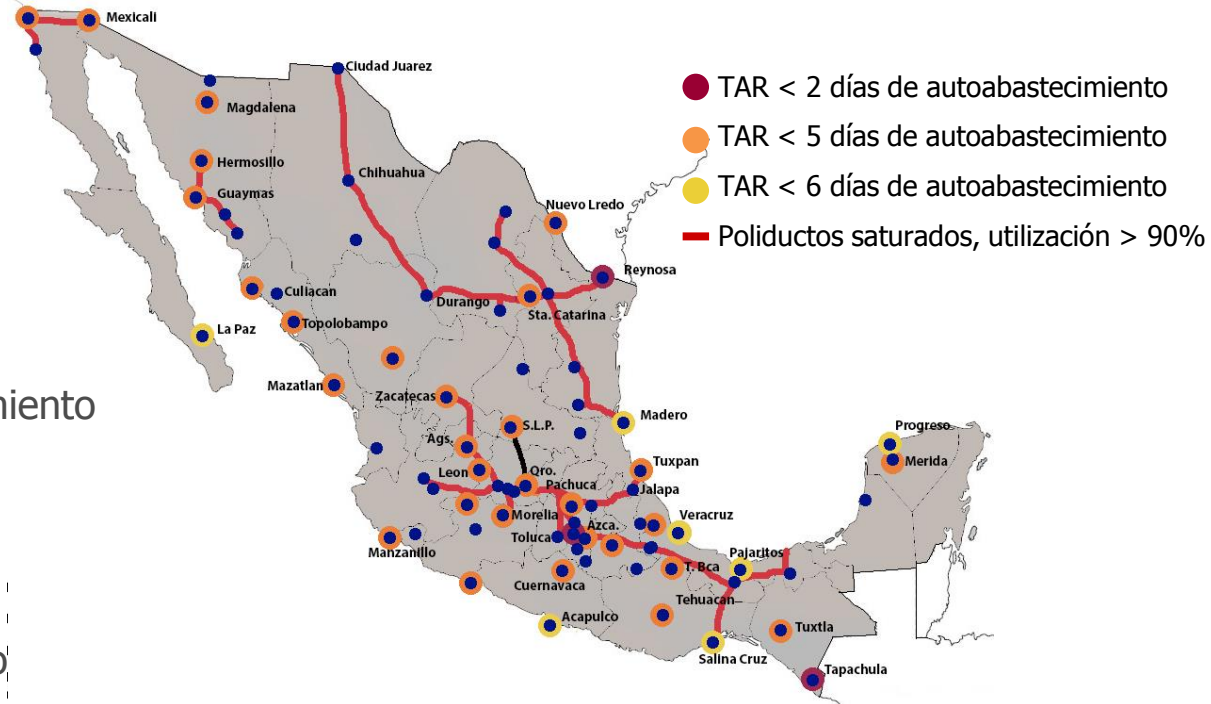 Mexicali
Ciudad Juarez
TAR < 2 días de autoabastecimiento
Magdalena
TAR < 5 días de autoabastecimiento
Hermosillo
Chihuahua
TAR < 6 días de autoabastecimiento
Guaymas
Nuevo Lredo
Poliductos saturados, utilización > 90%
Reynosa
Culiacan
Durango
Sta. Catarina
La Paz
Topolobampo
Mazatlan
Zacatecas
miento
Madero
S.L.P.
Progreso
Ags.
Tuxpan
Merida
Leon
Qro.
Pachuca
Jalapa
Morelia
Azca.
Veracruz
Toluca
Manzanillo
Pajaritos
T. Bca
Cuernavaca
Tehuacan
Acapulco
Tuxtla
Salina Cruz
Tapachula